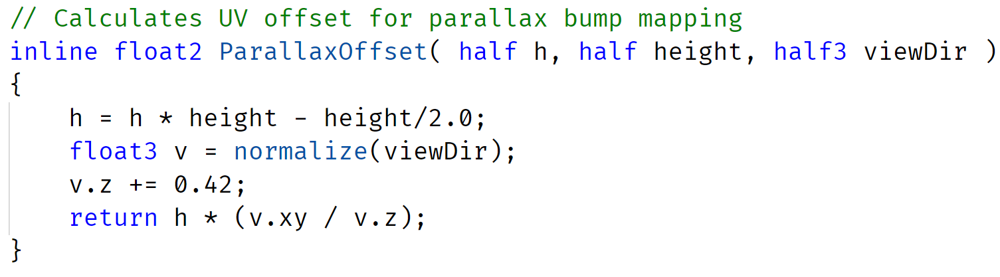 // Calculates UV offset for parallax bump mapping
inline float2 ParallaxOffset( half h, half height, half3 viewDir )
{
    h = h * height - height/2.0;
    float3 v = normalize(viewDir);
    v.z += 0.42;
    return h * (v.xy / v.z);
}